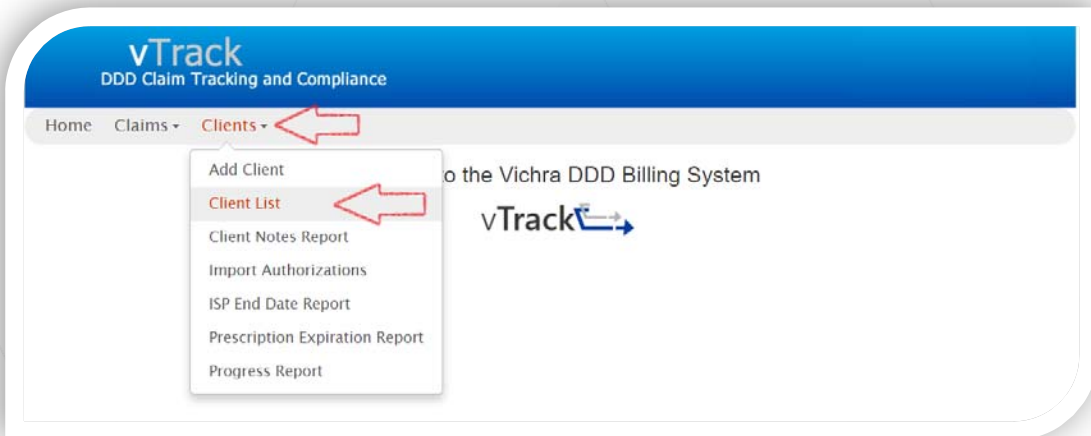 vTrack
DDD Claim Tracking and Compliance
Home Claims Clients
Add Client
Client List
Client Notes Report
Import Authorizations
ISP End Date Report
Prescription Expiration Report
Progress Report
o the Vichra DDD Billing System
vTrack